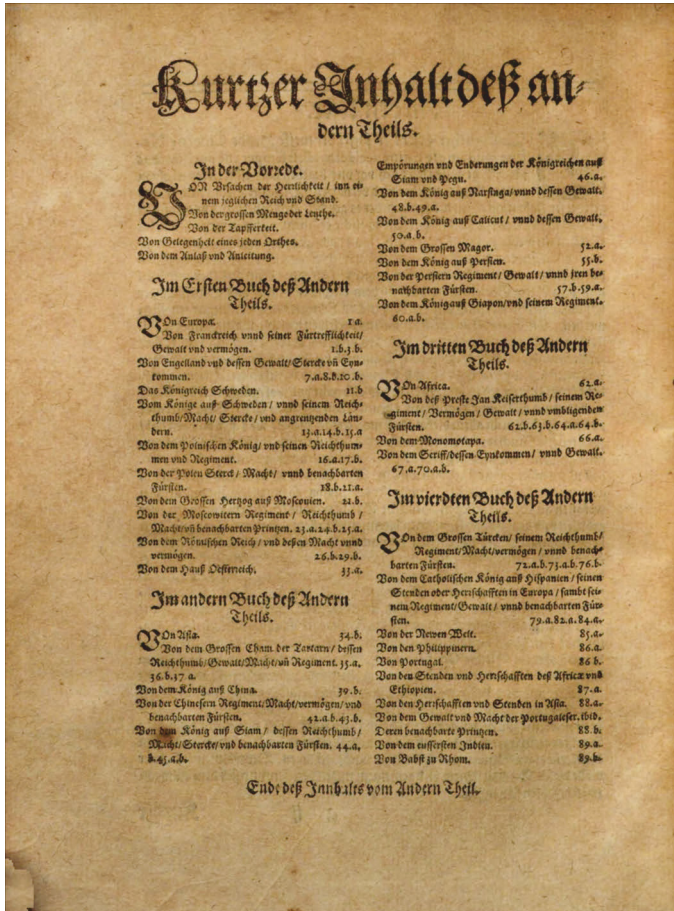 Kurtzer Inhalt deß an-
dern Theils.
In der Vorrede.
VON Vrsachen der Herrlichkeit / inn ei-
nem jeglichen Reich vnd Stand.
Von der grossen Menge der Leuthe.
Von der Tapfferkeit.
Von Gelegenheit eines jeden Orthes.
Von dem Anlaß vnd Anleitung.
Im Ersten Buch deß Andern
Theils.
VOn Europa. 1 a.
Von Franckreich vnnd seiner Fürtrefflichkeit/
Gewalt vnd vermögen. 1.b.3.b.
Von Engelland vnd dessen Gewalt/ Stercke vñ Eyn-
kommen. 7.a.8.b.10.b.
Das Königreich Schweden. 11.b
Vom Könige auß Schweden / vnnd seinem Reich-
thumb/Macht/ Stercke/ vnd angrentzenden Län-
dern. 13.a.14.b.15.a
Von dem Polnischen König/ vnd seinen Reichthum-
men vnd Regiment. 16.a.17.b.
Von der Polen Sterck / Macht / vnnd benachbarten
Fürsten. 18.b.21.a.
Von dem Grossen Hertzog auß Moscouien. 22.b.
Von der Moscowitern Regiment / Reichthumb /
Macht/vñ benachbarten Printzen. 23.a.24.b.25.a.
Von dem Römischen Reich / vnd deßen Macht vnnd
vermögen. 26.b.29.b.
Von dem Hauß Oesterreich. 33.a.
Im andern Buch deß Andern
Theils.
VOn Asia. 34.b.
Von dem Grossen Cham der Tartarn / dessen
Reichthumb/Gewalt/Macht/vñ Regiment. 35.a.
36.b.37 a.
Von dem König auß China. 39.b.
Von der Chinesern Regiment/Macht/vermögen/vnd
benachbarten Fürsten. 42.a.b.43.b.
Von dem König auß Siam / dessen Reichthumb /
Macht/Stercke/vnd benachbarten Fürsten. 44.a.
b.45.a.b.
Empörungen vnd Enderungen der Königreichen auß
Siam vnd Pegu. 46.a.
Von dem König auß Narsinga/vnnd dessen Gewalt.
48.b.49.a.
Von dem König auß Calicut / vnnd dessen Gewalt.
50.a.b.
Von dem Grossen Magor. 52.a.
Von dem König auß Persien. 55.b.
Von der Persiern Regiment/ Gewalt / vnnd jren be-
nachbarten Fürsten. 57.b.59.a.
Von dem König auß Giapon/vnd seinem Regiment.
60.a.b.
Im dritten Buch deß Andern
Theils.
VOn Africa. 62.a.
Von deß Preste Jan Keiserthumb / seinem Re-
giment/ Vermögen/ Gewalt / vnnd vmbligenden
Fürsten. 62.b.63.b.64.a.64.b.
Von dem Monomotapa. 66.a.
Von dem Seriff/dessen Eynkommen / vnd Gewalt.
67.a.70.a.b.
Im vierdten Buch deß Andern
Theils.
VOn dem Grossen Türcken/ seinem Reichthumb/
Regiment/Macht/vermögen / vnnd benach-
barten Fürsten. 72.a.b.73.a.b.76.b.
Von dem Catholischen König auß Hispanien / seinen
Stenden oder Herrschafften in Europa / sambt sei-
nem Regiment/Gewalt / vnnd benachbarten Für-
sten. 79.a.82.a.84.a.
Von der Newen Welt. 85.a.
Von den Philippinern. 86.a.
Von Portugal. 86 b.
Von den Stenden vnd Herrschafften deß Africæ vnd
Ethiopien. 87.a.
Von den Herrschafften vnd Stenden in Asia. 88.a.
Von dem Gewalt vnd Macht der Portugaleser. ibid.
Deren benachbarte Printzen. 88.b.
Von dem eussersten Indien. 89.a.
Von Babst zu Rhom. 89.b.
Ende deß Innhalts vom Andern Theil.